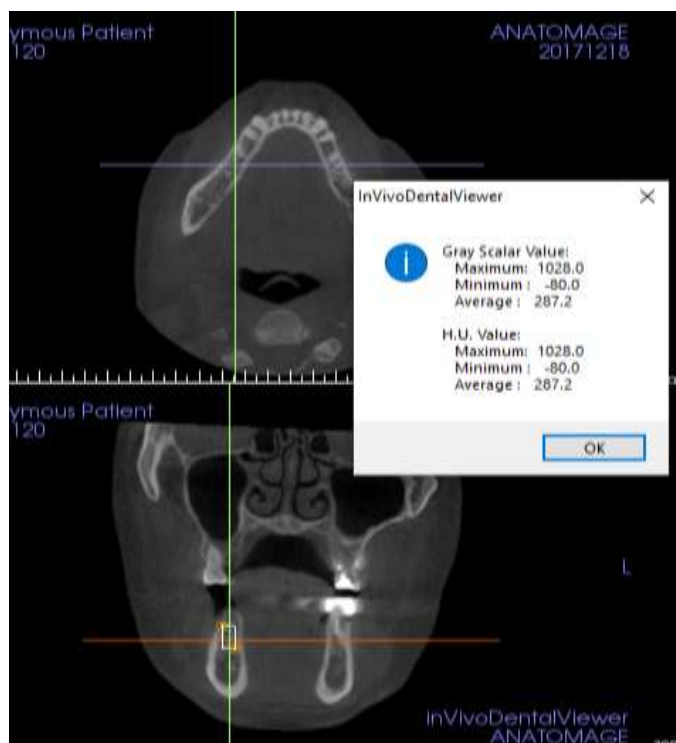 ymous Patient
120
ANATOMAGE
20171218
InVivoDentalViewer
Gray Scalar Value:
Maximum: 1028.0
Minimum : -80.0
Average : 287.2
H.U. Value:
Maximum: 1028.0
Minimum : -80.0
Average : 287.2
OK
ymous Patient
120
L
InVivoDentalViewer
ANATOMAGE